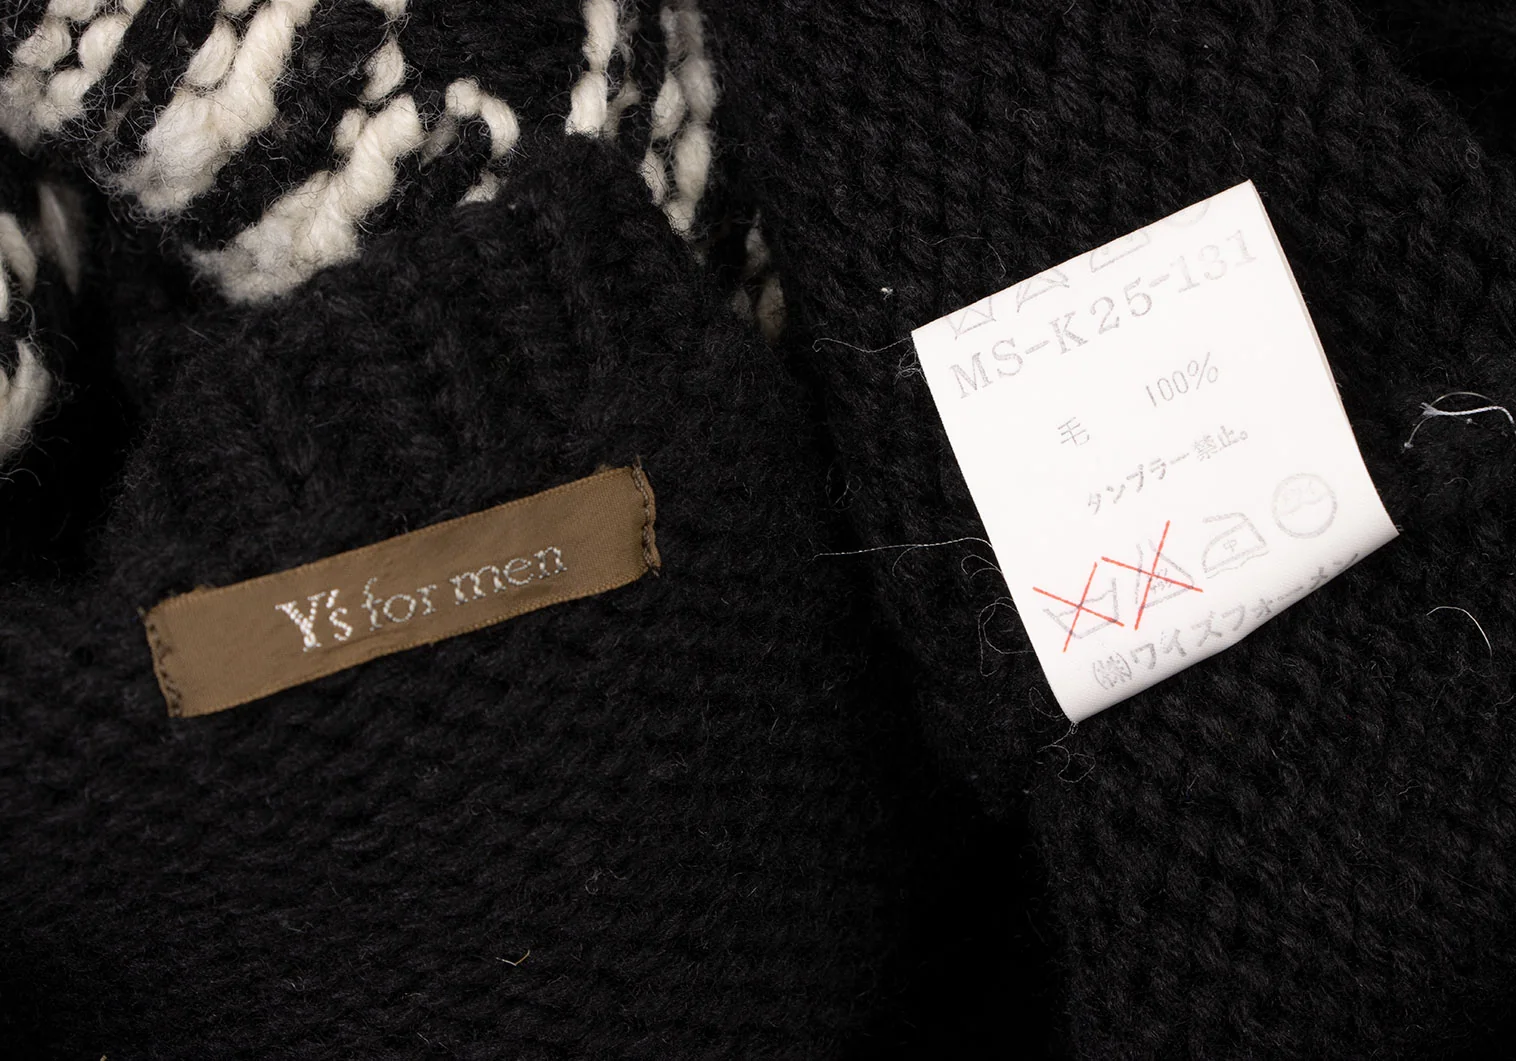 Y's for men
MS-K25-131
毛 100%
タンブラー禁止。
(株)ワイズフォーメン